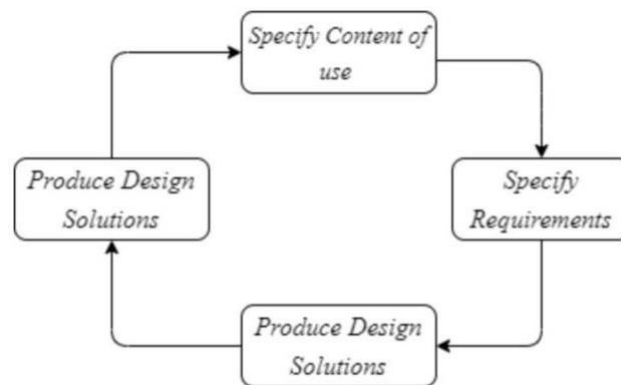 Specify Content of
use
Specify
Requirements
Produce Design
Solutions
Produce Design
Solutions